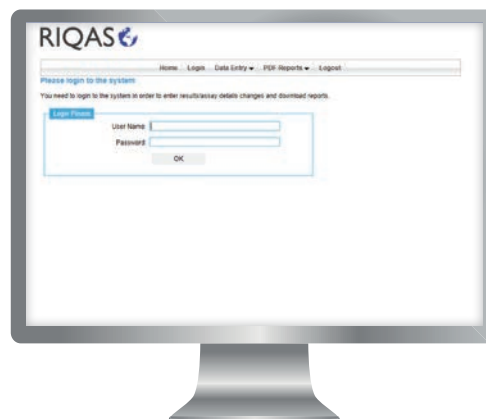 RIQAS
Home Login Data Entry PDF Reports Logout
Please login to the system
You need to login to the system in order to enter results/assay details changes and download reports.
Login Please
User Name:
Password:
OK